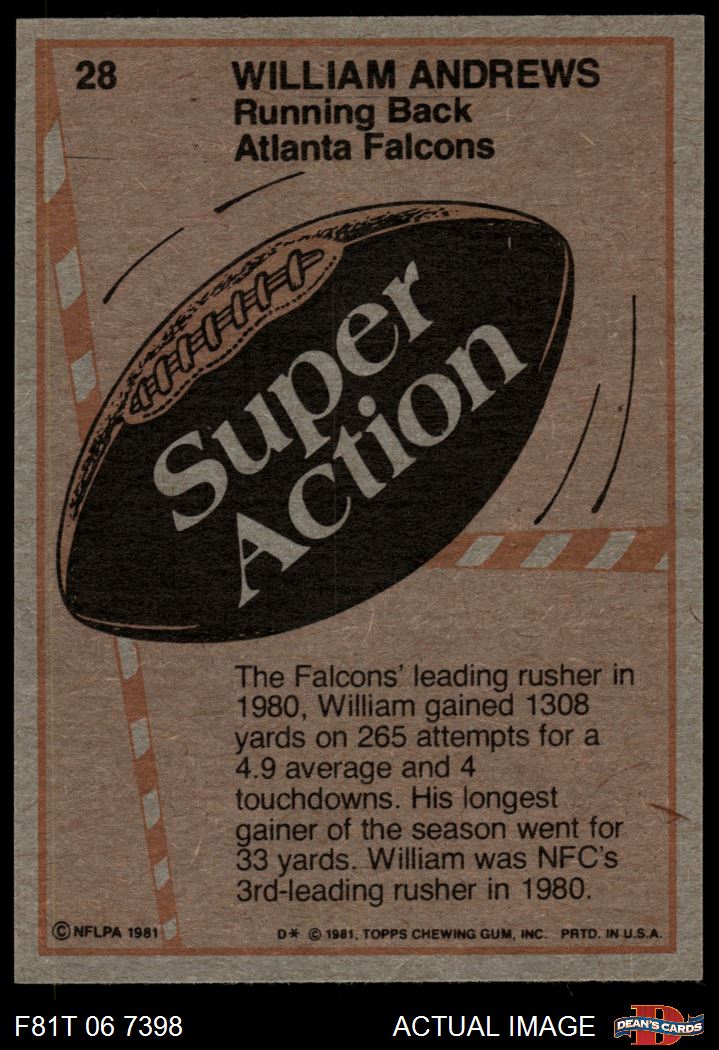 28
WILLIAM ANDREWS
Running Back
Atlanta Falcons
Super
Action
The Falcons' leading rusher in
1980, William gained 1308
yards on 265 attempts for a
4.9 average and 4
touchdowns. His longest
gainer of the season went for
33 yards. William was NFC's
3rd-leading rusher in 1980.
© NFLPA 1981
D* © 1981, TOPPS CHEWING GUM, INC. PRTD. IN U.S.A.
F81T 06 7398
ACTUAL IMAGE
D
DEAN'S CARDS